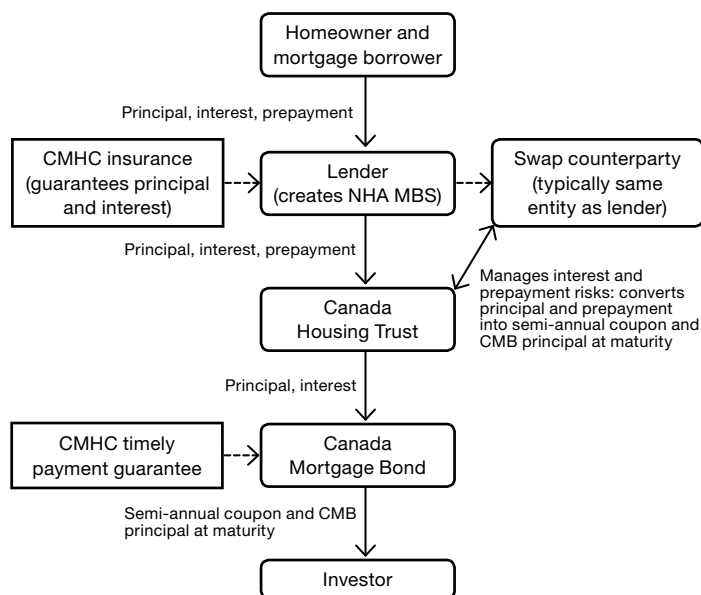 Homeowner and
mortgage borrower
Principal, interest, prepayment
CMHC insurance
(guarantees principal
and interest)
Lender
(creates NHA MBS)
Swap counterparty
(typically same
entity as lender)
Principal, interest, prepayment
Manages interest and
prepayment risks: converts
principal and prepayment
into semi-annual coupon and
CMB principal at maturity
Canada
Housing Trust
Principal, interest
CMHC timely
payment guarantee
Canada
Mortgage Bond
Semi-annual coupon and CMB
principal at maturity
Investor